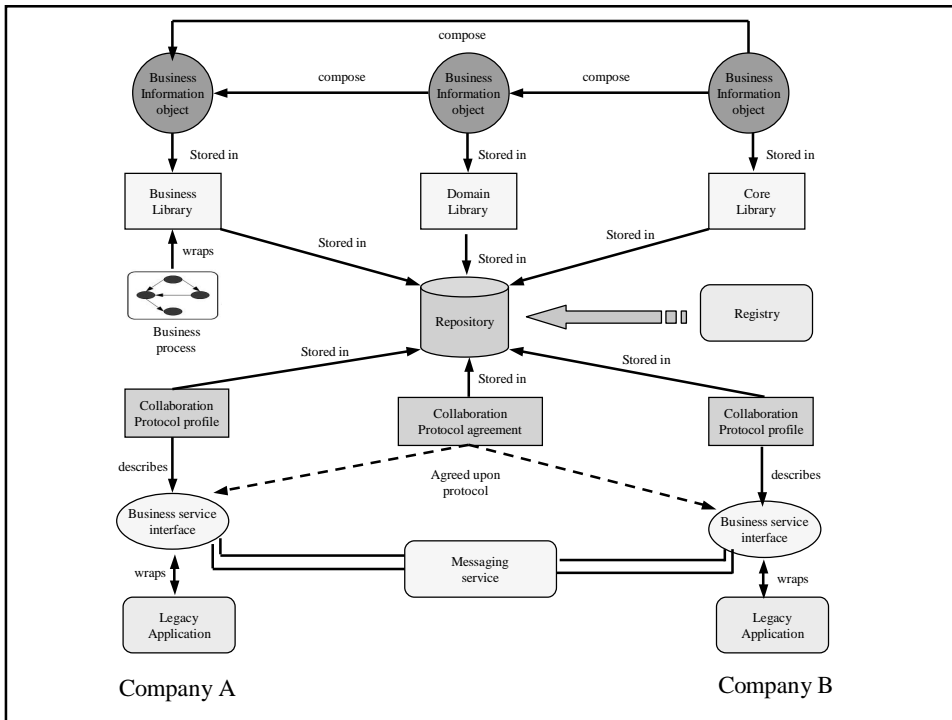 compose
Business
Information
object
compose
Business
Information
object
compose
Business
Information
object
Stored in
Stored in
Stored in
Business
Library
Domain
Library
Core
Library
wraps
Stored in
Stored in
Stored in
Business
process
Repository
Registry
Stored in
Stored in
Stored in
Collaboration
Protocol profile
Collaboration
Protocol agreement
Collaboration
Protocol profile
describes
Agreed upon
protocol
describes
Business service
interface
Business service
interface
Messaging
service
wraps
wraps
Legacy
Application
Legacy
Application
Company A
Company B